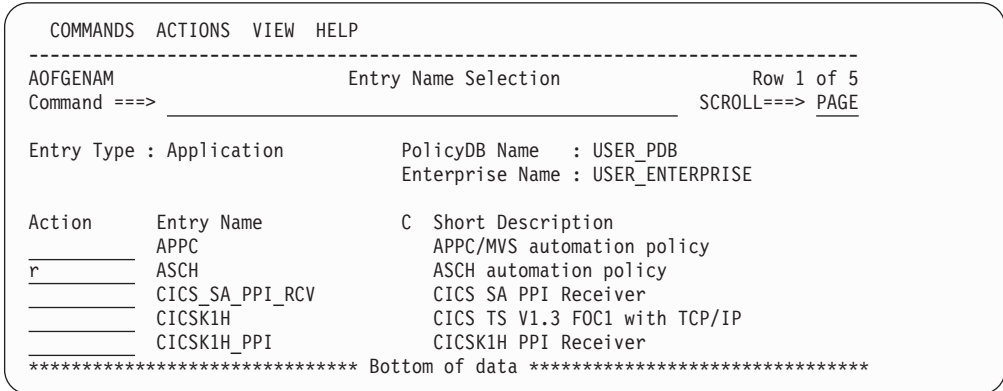 COMMANDS ACTIONS VIEW HELP
-------------------------------------------------------------------------------
AOFGENAM Entry Name Selection Row 1 of 5
Command ===> SCROLL===> PAGE
Entry Type : Application PolicyDB Name : USER_PDB
Enterprise Name : USER_ENTERPRISE
Action Entry Name C Short Description
APPC APPC/MVS automation policy
r ASCH ASCH automation policy
CICS_SA_PPI_RCV CICS SA PPI Receiver
CICSK1H CICS TS V1.3 FOC1 with TCP/IP
CICSK1H_PPI CICSK1H PPI Receiver
******************************* Bottom of data ********************************